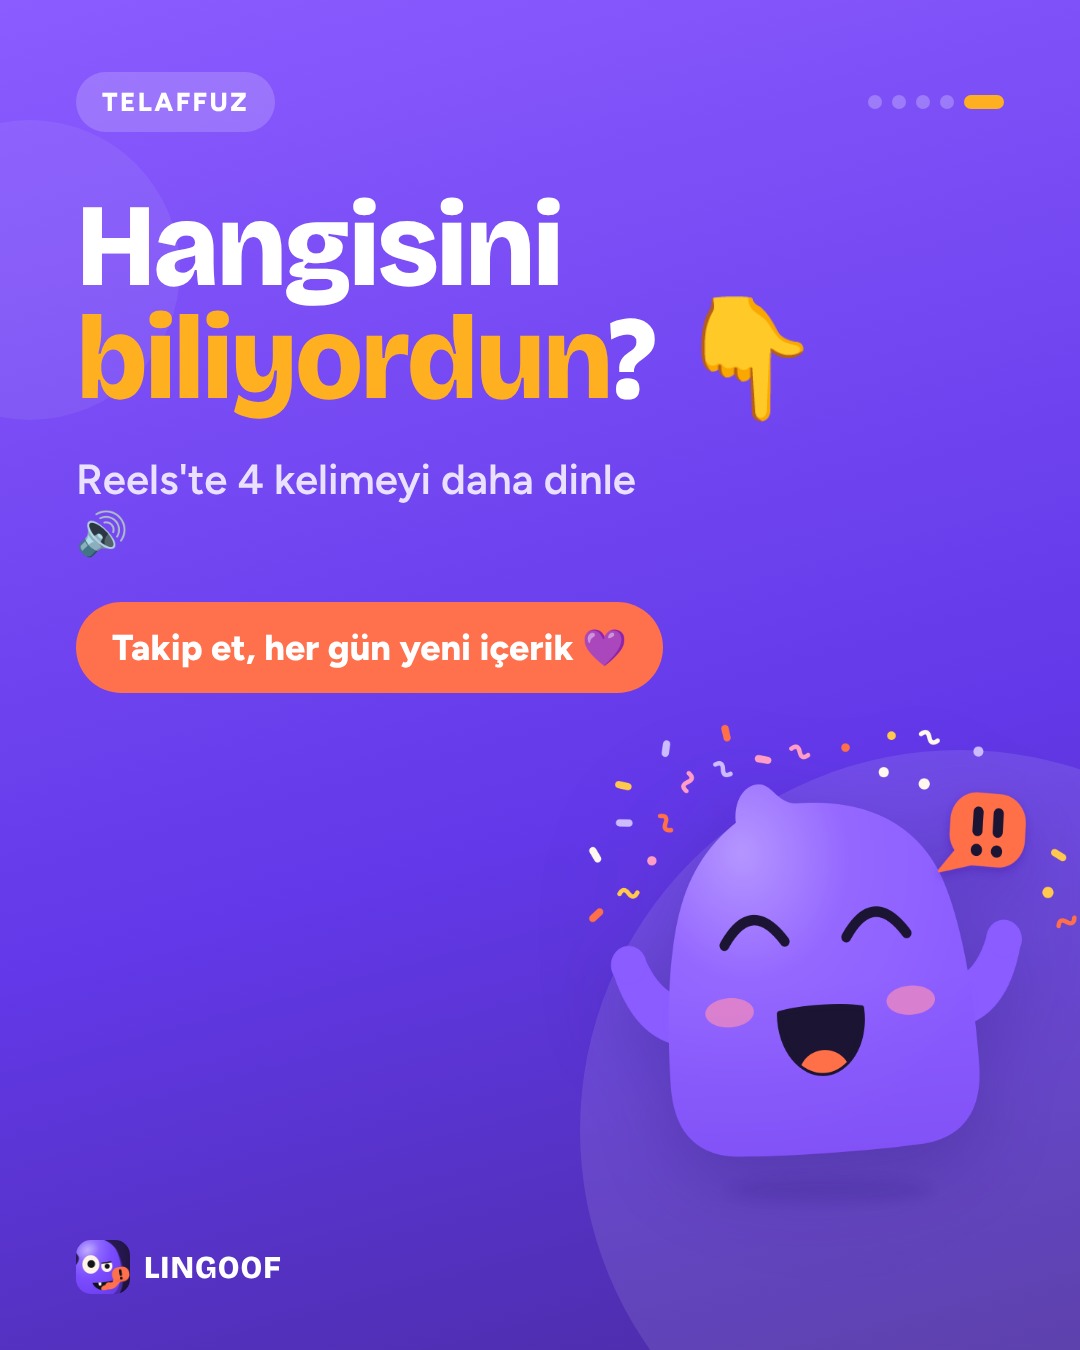 TELAFFUZ
Hangisini
biliyordun? 👇
Reels'te 4 kelimeyi daha dinle
🔊
Takip et, her gün yeni içerik 💜
!!
LINGOOF